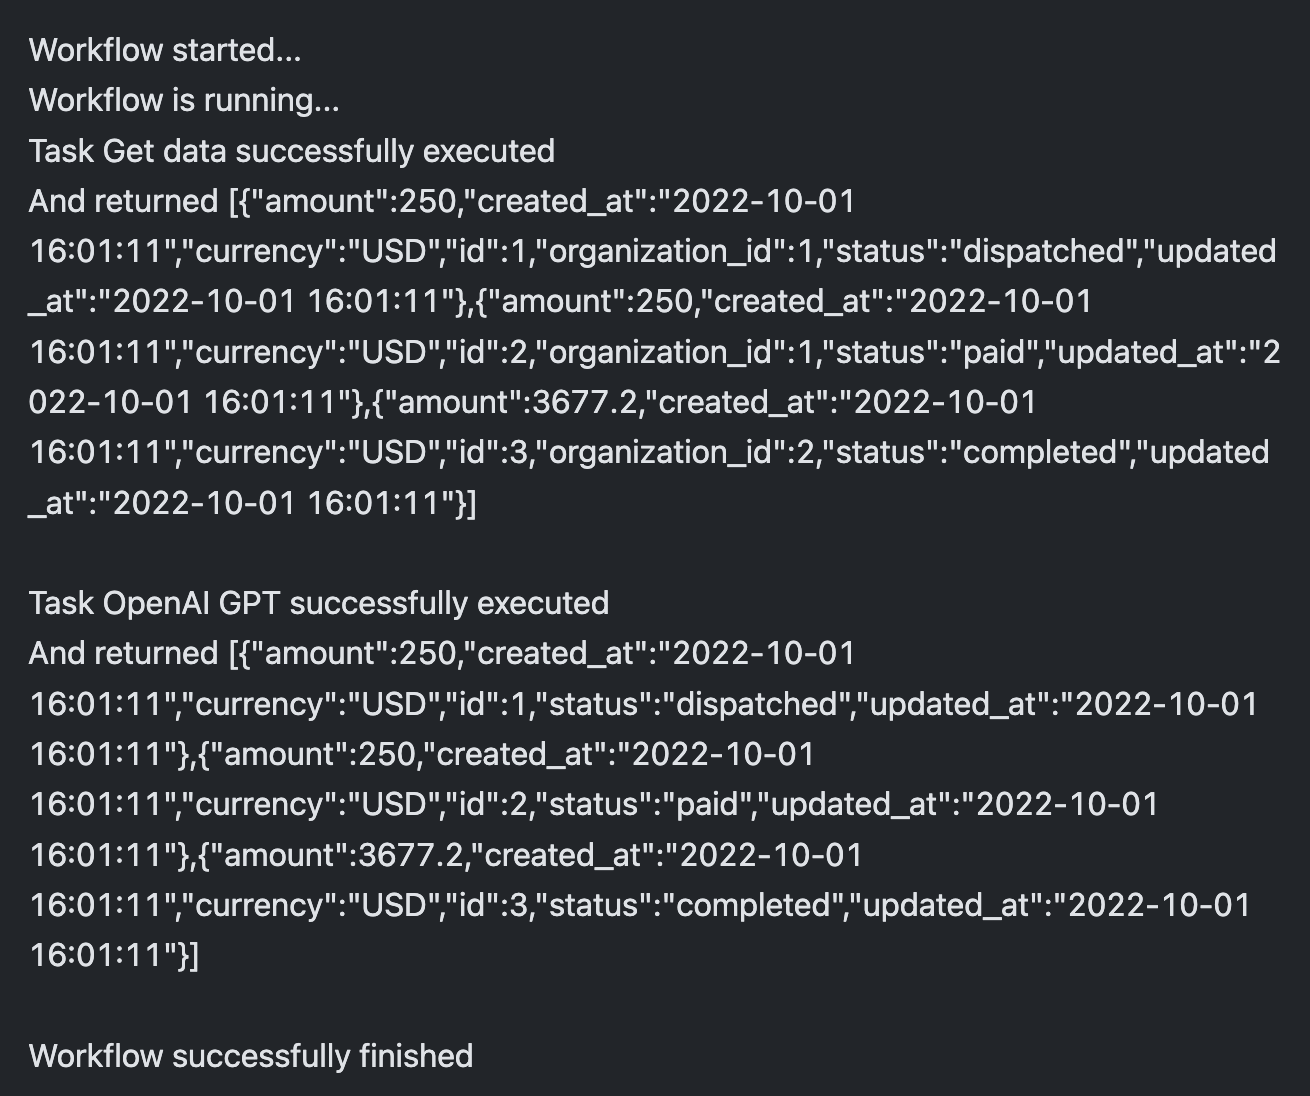 Workflow started...
Workflow is running...
Task Get data successfully executed
And returned [{"amount":250,"created_at":"2022-10-01
16:01:11","currency":"USD","id":1,"organization_id":1,"status":"dispatched","updated
_at":"2022-10-01 16:01:11"},{"amount":250,"created_at":"2022-10-01
16:01:11","currency":"USD","id":2,"organization_id":1,"status":"paid","updated_at":"2
022-10-01 16:01:11"},{"amount":3677.2,"created_at":"2022-10-01
16:01:11","currency":"USD","id":3,"organization_id":2,"status":"completed","updated
_at":"2022-10-01 16:01:11"}]
Task OpenAI GPT successfully executed
And returned [{"amount":250,"created_at":"2022-10-01
16:01:11","currency":"USD","id":1,"status":"dispatched","updated_at":"2022-10-01
16:01:11"},{"amount":250,"created_at":"2022-10-01
16:01:11","currency":"USD","id":2,"status":"paid","updated_at":"2022-10-01
16:01:11"},{"amount":3677.2,"created_at":"2022-10-01
16:01:11","currency":"USD","id":3,"status":"completed","updated_at":"2022-10-01
16:01:11"}]
Workflow successfully finished